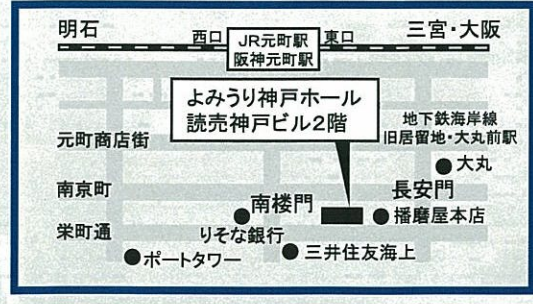 明石
西口
JR元町駅
阪神元町駅
東口
三宮・大阪
よみうり神戸ホール
読売神戸ビル2階
地下鉄海岸線
旧居留地・大丸前駅
元町商店街
●大丸
南京町
長安門
●南楼門
●播磨屋本店
栄町通
りそな銀行
●三井住友海上
●ポートタワー